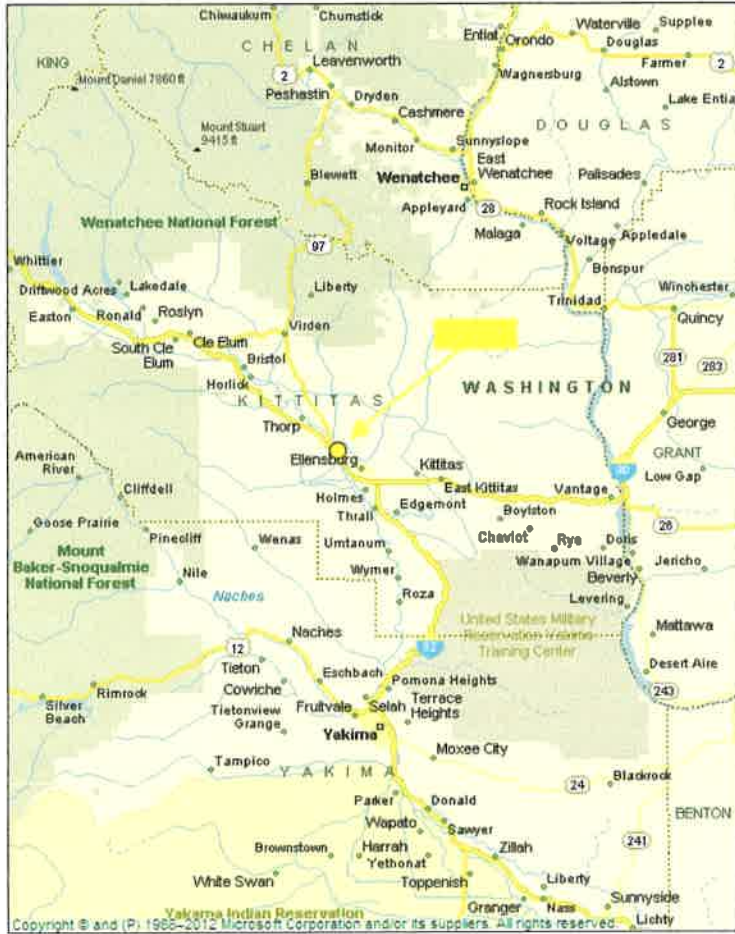 Chiwaukum
Chumstick
CHELAN
Entiat
Orondo
Waterville
Supplee
Douglas
KING
Leavenworth
2
Farmer
2
Mount Daniel 7960 ft
Peshastin
Dryden
Wagnersburg
Alstown
Lake Entia
Cashmere
DOUGLAS
Mount Stuart
9415 ft
Monitor
Sunnyslope
East
Wenatchee
Blewett
Wenatchee
Palisades
Appleyard
28
Rock Island
Wenatchee National Forest
Malaga
Voltage
Appledale
97
Whittier
Bonspur
Lakedale
Driftwood Acres
Liberty
Winchester
Trinidad
Easton
Ronald
Roslyn
Quincy
Virden
Cle Elum
South Cle
Elum
Bristol
281
283
Horlick
KITTITAS
WASHINGTON
Thorp
George
GRANT
American
River
Ellensburg
Kittitas
90
Low Gap
Cliffdell
Holmes
East Kittitas
Vantage
Thrall
Edgemont
Boylston
26
Goose Prairie
Pinecliff
Cheviot
Rye
Doris
Mount
Baker-Snoqualmie
National Forest
Wenas
Umtanum
Wanapum Village
Jericho
Nile
Wymer
Beverly
Naches
Roza
Levering
United States Military
Reservation Yakima
Training Center
Mattawa
12
Naches
82
Tieton
Desert Aire
Eschbach
Pomona Heights
243
Silver
Beach
Rimrock
Cowiche
Selah
Terrace
Heights
Tietonview
Grange
Fruitvale
Yakima
Moxee City
Tampico
YAKIMA
24
Blackrock
Parker
Donald
BENTON
Wapato
Sawyer
241
Brownstown
Harrah
Yethonat
Zillah
White Swan
Toppenish
Liberty
Sunnyside
Yakama Indian Reservation
Granger
Nass
Lichty
Copyright © and (P) 1988–2012 Microsoft Corporation and/or its suppliers. All rights reserved.